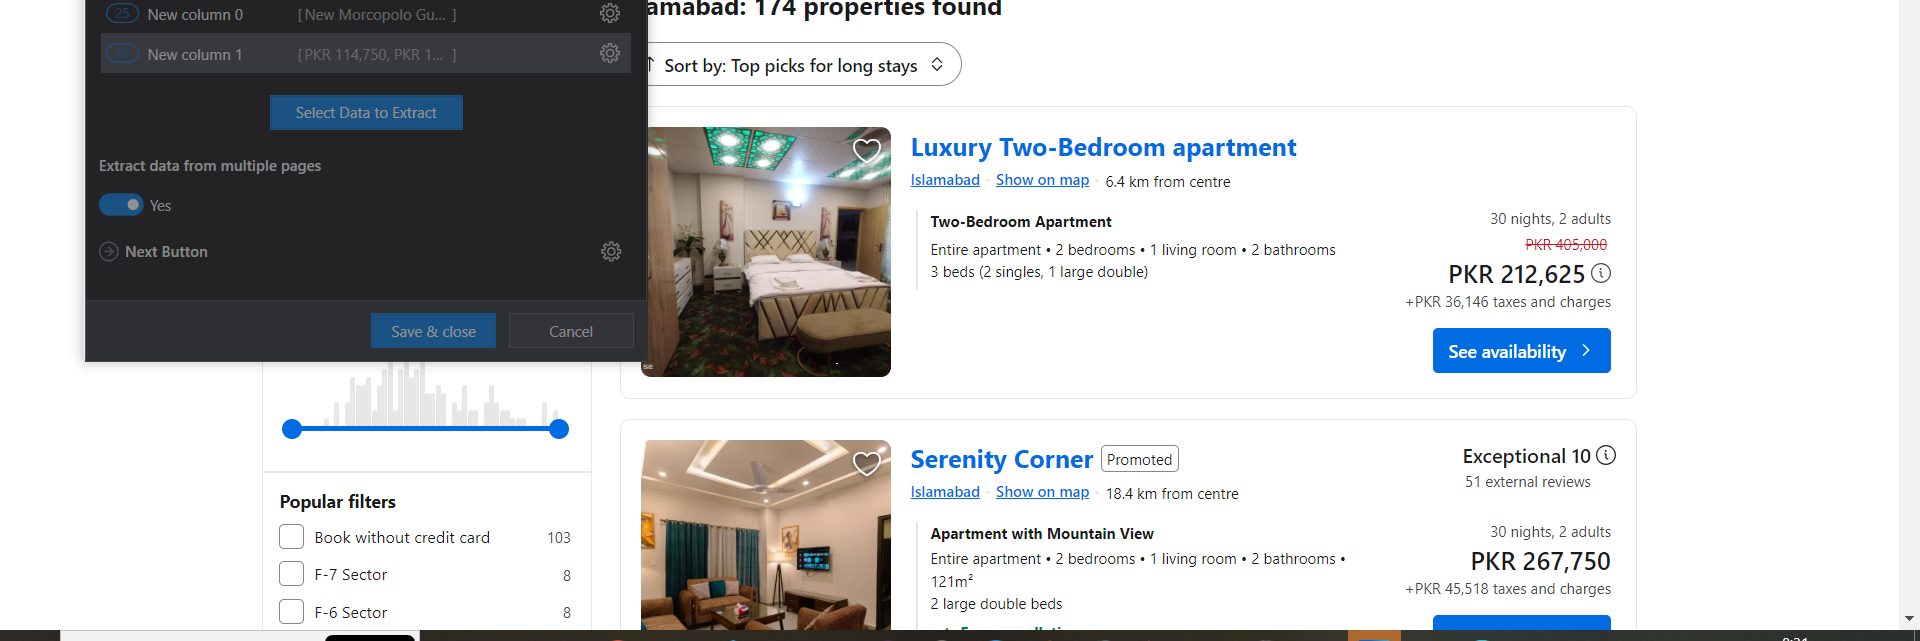 25 New column 0 [New Morcopolo Gu... ]
25 New column 1 [PKR 114,750, PKR 1... ]
Select Data to Extract
Extract data from multiple pages
Yes
Next Button
Save & close Cancel
Popular filters
Book without credit card 103
F-7 Sector 8
F-6 Sector 8
lamabad: 174 properties found
Sort by: Top picks for long stays
Luxury Two-Bedroom apartment
Islamabad · Show on map · 6.4 km from centre
Two-Bedroom Apartment
Entire apartment • 2 bedrooms • 1 living room • 2 bathrooms
3 beds (2 singles, 1 large double)
30 nights, 2 adults
PKR 405,000
PKR 212,625
+PKR 36,146 taxes and charges
See availability
Serenity Corner Promoted
Islamabad · Show on map · 18.4 km from centre
Exceptional 10
51 external reviews
Apartment with Mountain View
Entire apartment • 2 bedrooms • 1 living room • 2 bathrooms •
121m²
2 large double beds
30 nights, 2 adults
PKR 267,750
+PKR 45,518 taxes and charges